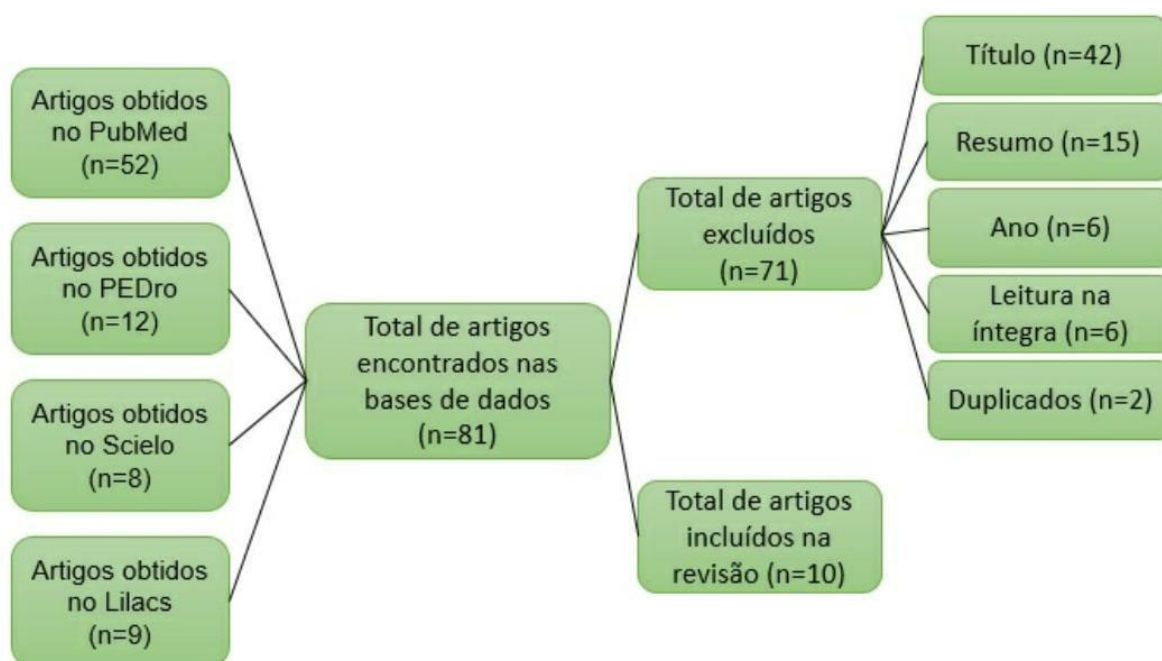 Artigos obtidos
no PubMed
(n=52)
Artigos obtidos
no PEDro
(n=12)
Artigos obtidos
no Scielo
(n=8)
Artigos obtidos
no Lilacs
(n=9)
Total de artigos
encontrados nas
bases de dados
(n=81)
Total de artigos
excluídos
(n=71)
Total de artigos
incluídos na
revisão (n=10)
Título (n=42)
Resumo (n=15)
Ano (n=6)
Leitura na
íntegra (n=6)
Duplicados (n=2)